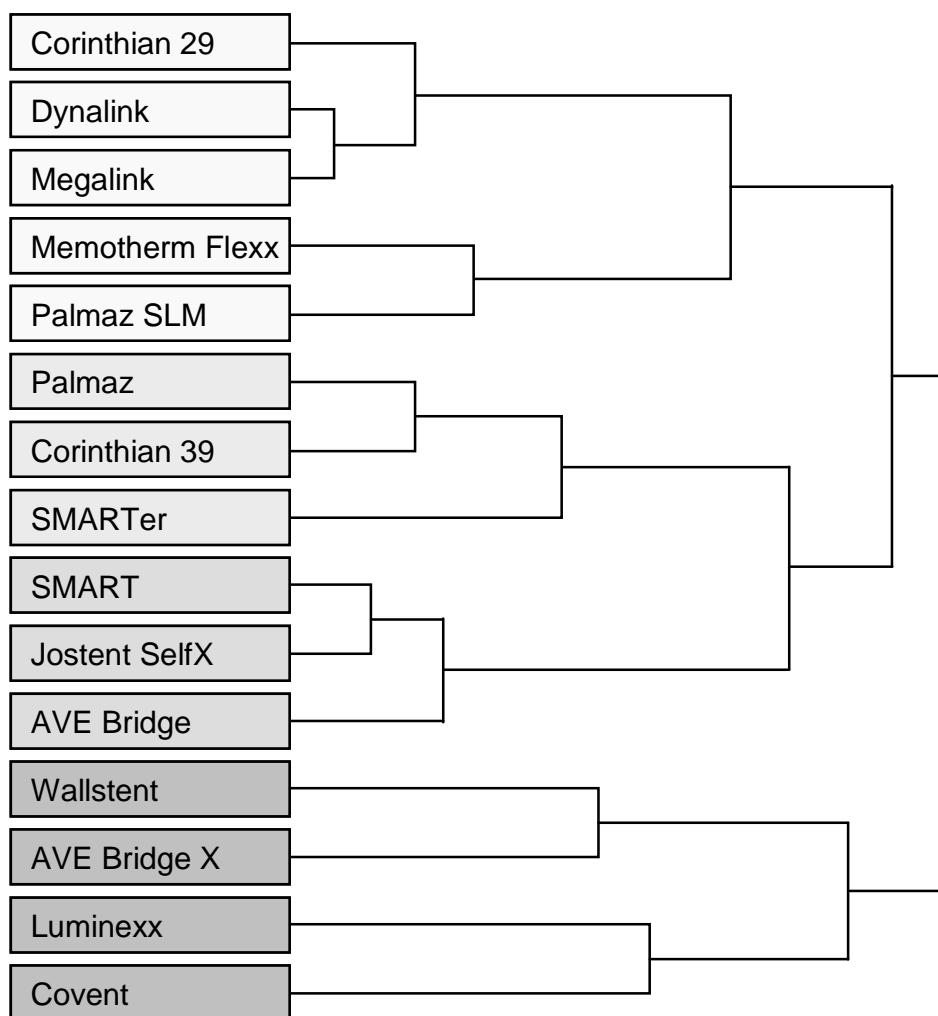 Corinthian 29
Dynalink
Megalink
Memotherm Flexx
Palmaz SLM
Palmaz
Corinthian 39
SMARTer
SMART
Jostent SelfX
AVE Bridge
Wallstent
AVE Bridge X
Luminexx
Covent